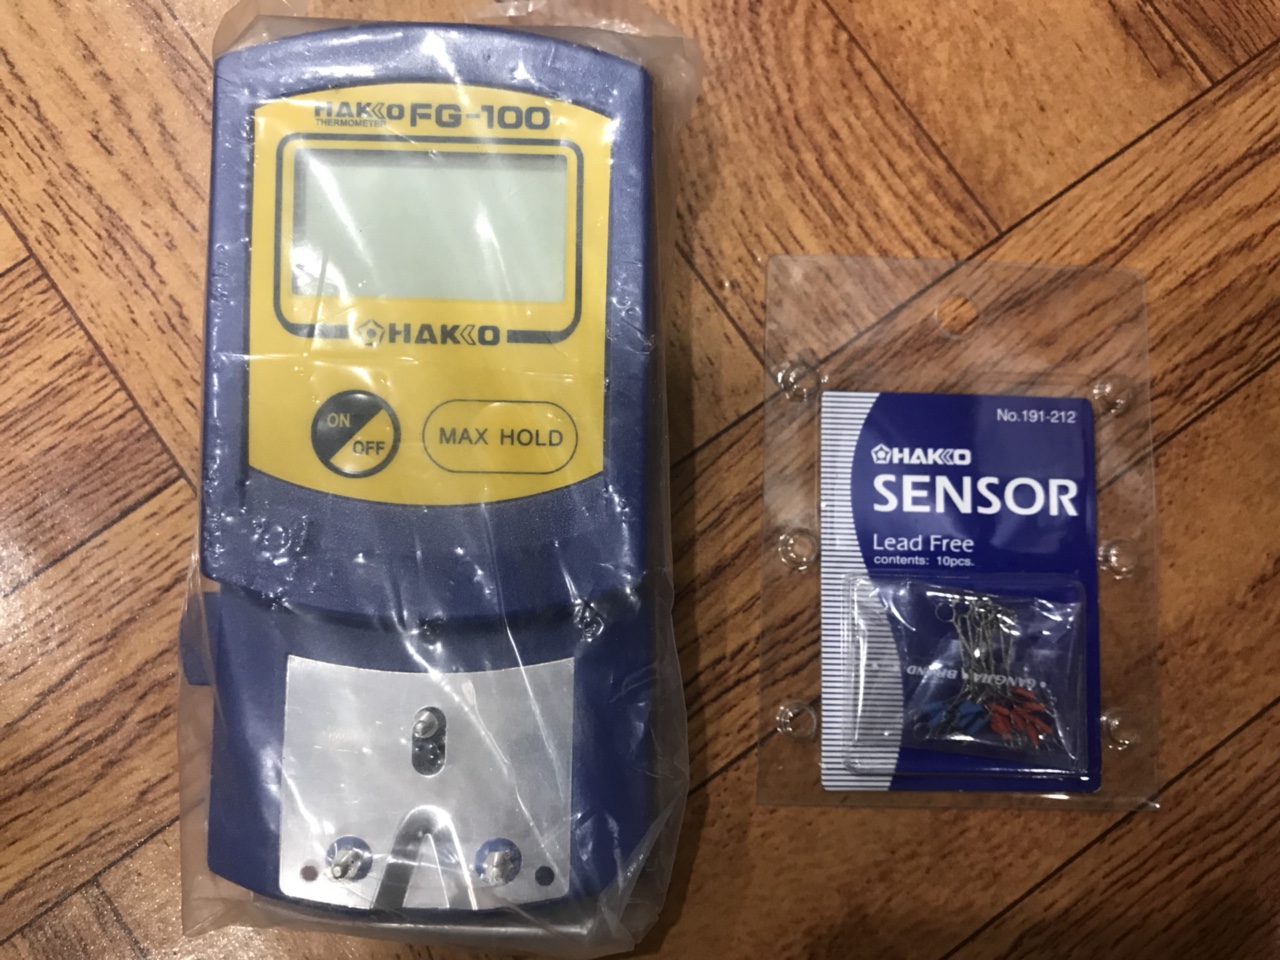 HAKKO FG-100
THERMOMETER
HAKKO
ON
OFF
MAX HOLD
No.191-212
HAKKO
SENSOR
Lead Free
contents: 10pcs.